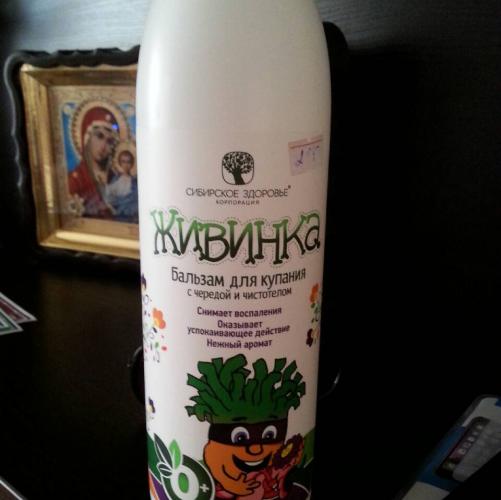 СИБИРСКОЕ ЗДОРОВЬЕ®
КОРПОРАЦИЯ
ЖИВИНКА
Бальзам для купания
с чередой и чистотелом
Снимает воспаления
Оказывает
успокаивающее действие
Нежный аромат
0+